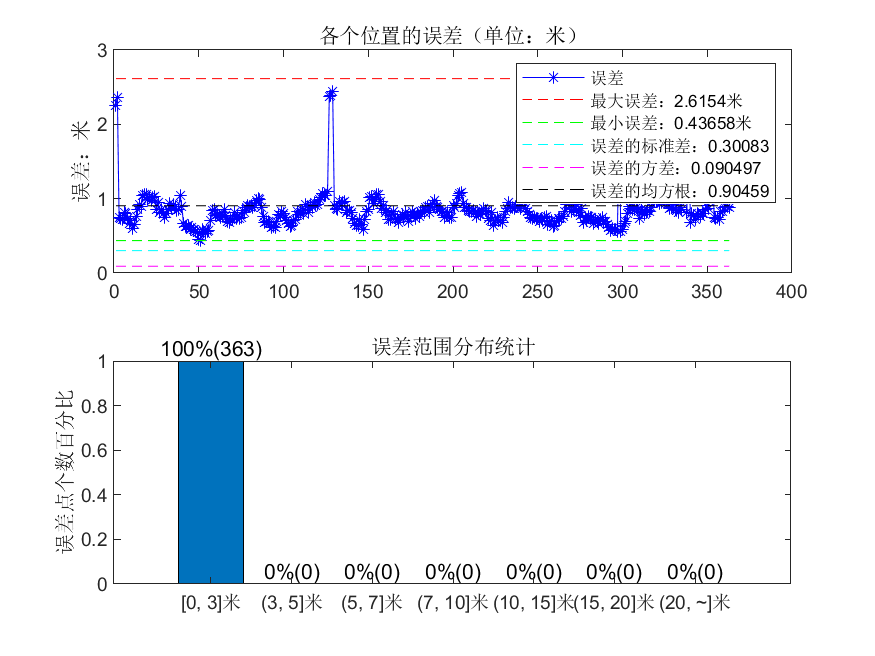 各个位置的误差（单位：米）
误差：米
3
2
1
0
0 50 100 150 200 250 300 350 400
误差
最大误差：2.6154米
最小误差：0.43658米
误差的标准差：0.30083
误差的方差：0.090497
误差的均方根：0.90459
误差范围分布统计
误差点个数百分比
1
0.8
0.6
0.4
0.2
0
100%(363)
0%(0) 0%(0) 0%(0) 0%(0) 0%(0) 0%(0)
[0, 3]米 (3, 5]米 (5, 7]米 (7, 10]米 (10, 15]米 (15, 20]米 (20, ~]米